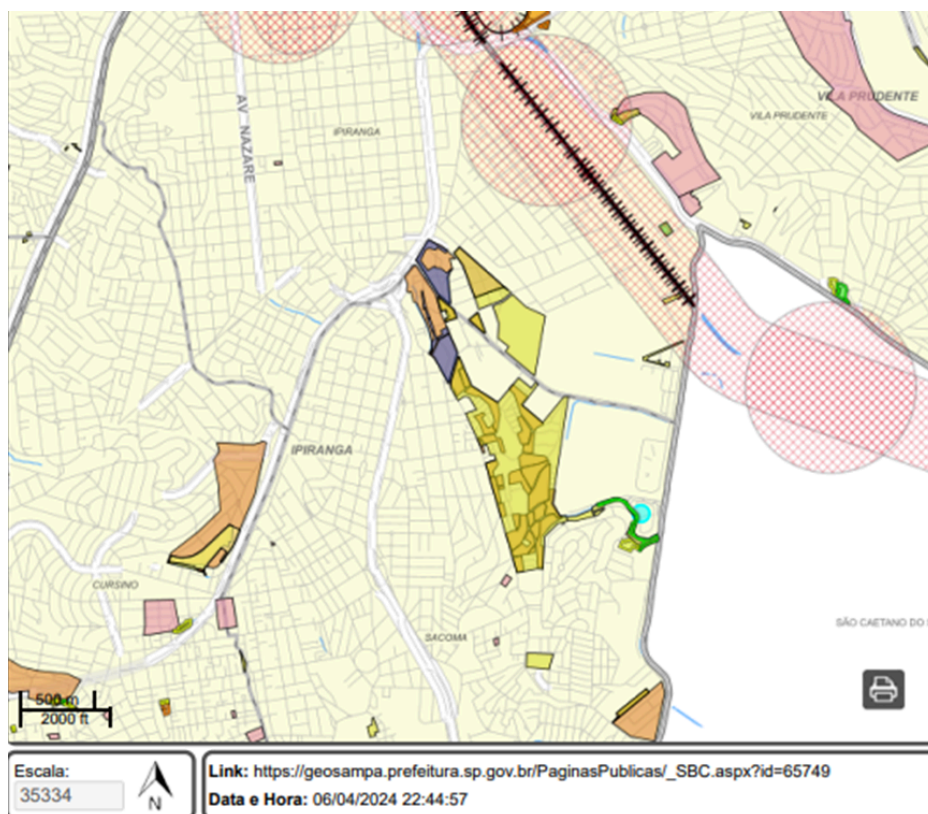 AV NAZARE
IPIRANGA
VILA PRUDENTE
VILA PRUDENTE
IPIRANGA
CURSINO
SACOMA
SÃO CAETANO DO
500 m
2000 ft
Escala:
35334
N
Link: https://geosampa.prefeitura.sp.gov.br/PaginasPublicas/_SBC.aspx?id=65749
Data e Hora: 06/04/2024 22:44:57